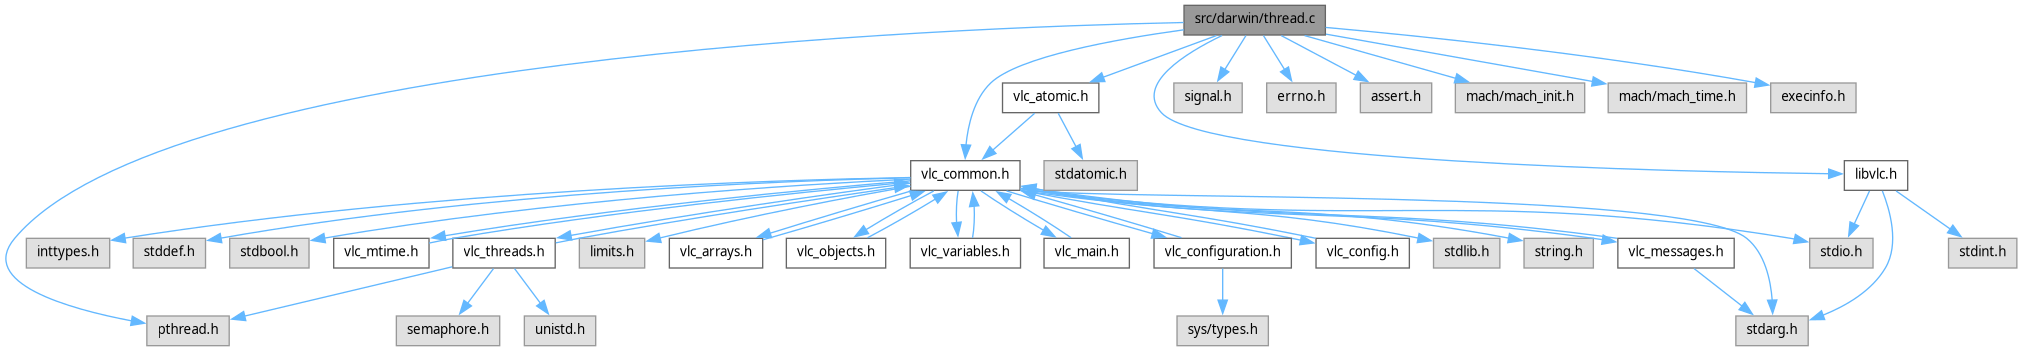 src/darwin/thread.c
vlc_atomic.h
signal.h
errno.h
assert.h
mach/mach_init.h
mach/mach_time.h
execinfo.h
vlc_common.h
stdatomic.h
libvlc.h
inttypes.h
stddef.h
stdbool.h
vlc_mtime.h
vlc_threads.h
limits.h
vlc_arrays.h
vlc_objects.h
vlc_variables.h
vlc_main.h
vlc_configuration.h
vlc_config.h
stdlib.h
string.h
vlc_messages.h
stdio.h
stdint.h
pthread.h
semaphore.h
unistd.h
sys/types.h
stdarg.h